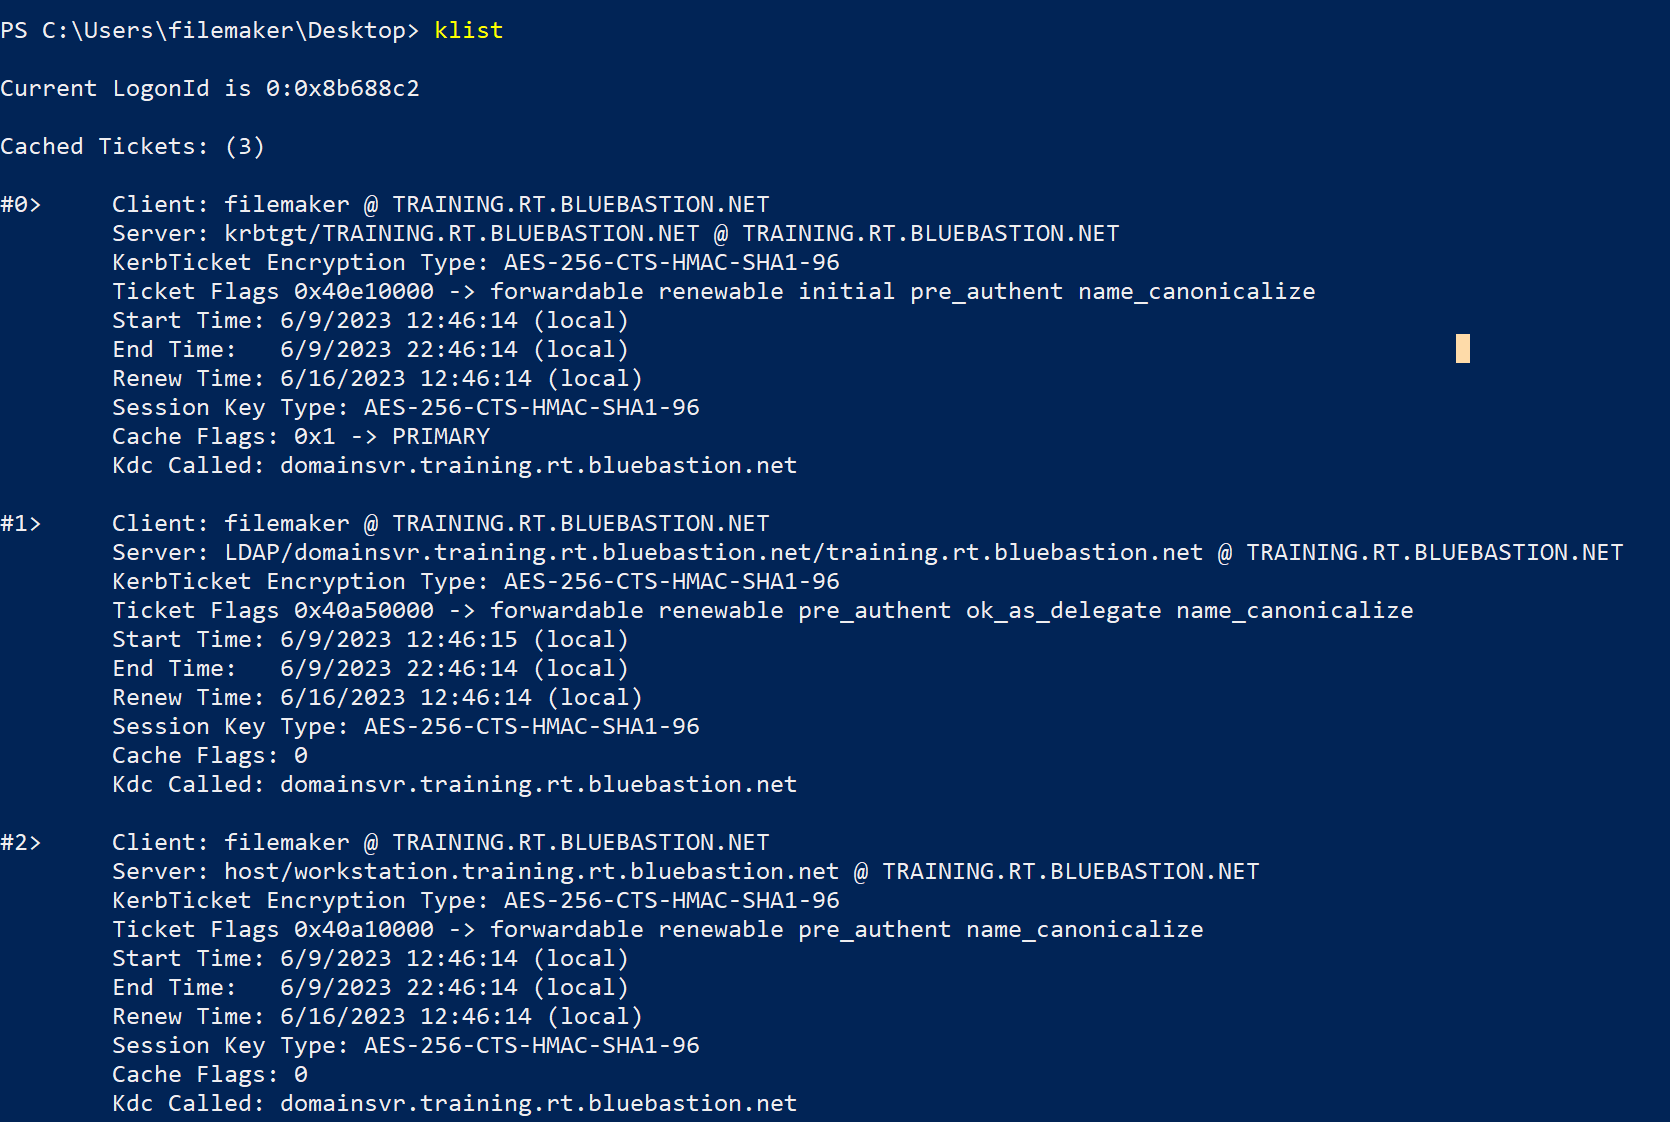 PS C:\Users\filemaker\Desktop> klist
Current LogonId is 0:0x8b688c2
Cached Tickets: (3)
#0>     Client: filemaker @ TRAINING.RT.BLUEBASTION.NET
        Server: krbtgt/TRAINING.RT.BLUEBASTION.NET @ TRAINING.RT.BLUEBASTION.NET
        KerbTicket Encryption Type: AES-256-CTS-HMAC-SHA1-96
        Ticket Flags 0x40e10000 -> forwardable renewable initial pre_authent name_canonicalize
        Start Time: 6/9/2023 12:46:14 (local)
        End Time:   6/9/2023 22:46:14 (local)
        Renew Time: 6/16/2023 12:46:14 (local)
        Session Key Type: AES-256-CTS-HMAC-SHA1-96
        Cache Flags: 0x1 -> PRIMARY
        Kdc Called: domainsvr.training.rt.bluebastion.net
#1>     Client: filemaker @ TRAINING.RT.BLUEBASTION.NET
        Server: LDAP/domainsvr.training.rt.bluebastion.net/training.rt.bluebastion.net @ TRAINING.RT.BLUEBASTION.NET
        KerbTicket Encryption Type: AES-256-CTS-HMAC-SHA1-96
        Ticket Flags 0x40a50000 -> forwardable renewable pre_authent ok_as_delegate name_canonicalize
        Start Time: 6/9/2023 12:46:15 (local)
        End Time:   6/9/2023 22:46:14 (local)
        Renew Time: 6/16/2023 12:46:14 (local)
        Session Key Type: AES-256-CTS-HMAC-SHA1-96
        Cache Flags: 0
        Kdc Called: domainsvr.training.rt.bluebastion.net
#2>     Client: filemaker @ TRAINING.RT.BLUEBASTION.NET
        Server: host/workstation.training.rt.bluebastion.net @ TRAINING.RT.BLUEBASTION.NET
        KerbTicket Encryption Type: AES-256-CTS-HMAC-SHA1-96
        Ticket Flags 0x40a10000 -> forwardable renewable pre_authent name_canonicalize
        Start Time: 6/9/2023 12:46:14 (local)
        End Time:   6/9/2023 22:46:14 (local)
        Renew Time: 6/16/2023 12:46:14 (local)
        Session Key Type: AES-256-CTS-HMAC-SHA1-96
        Cache Flags: 0
        Kdc Called: domainsvr.training.rt.bluebastion.net